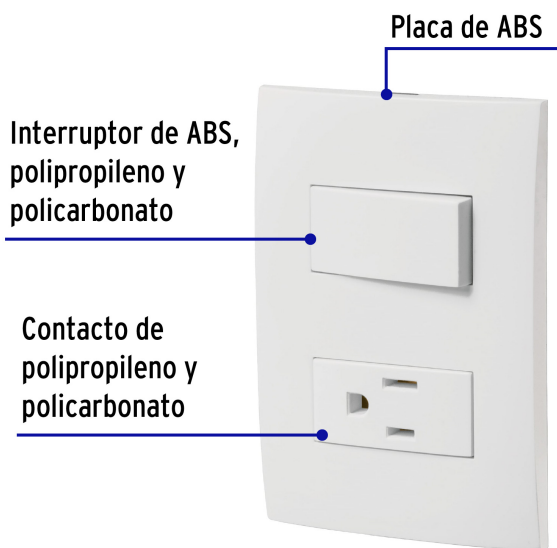 Placa de ABS
Interruptor de ABS,
polipropileno y
policarbonato
Contacto de
polipropileno y
policarbonato